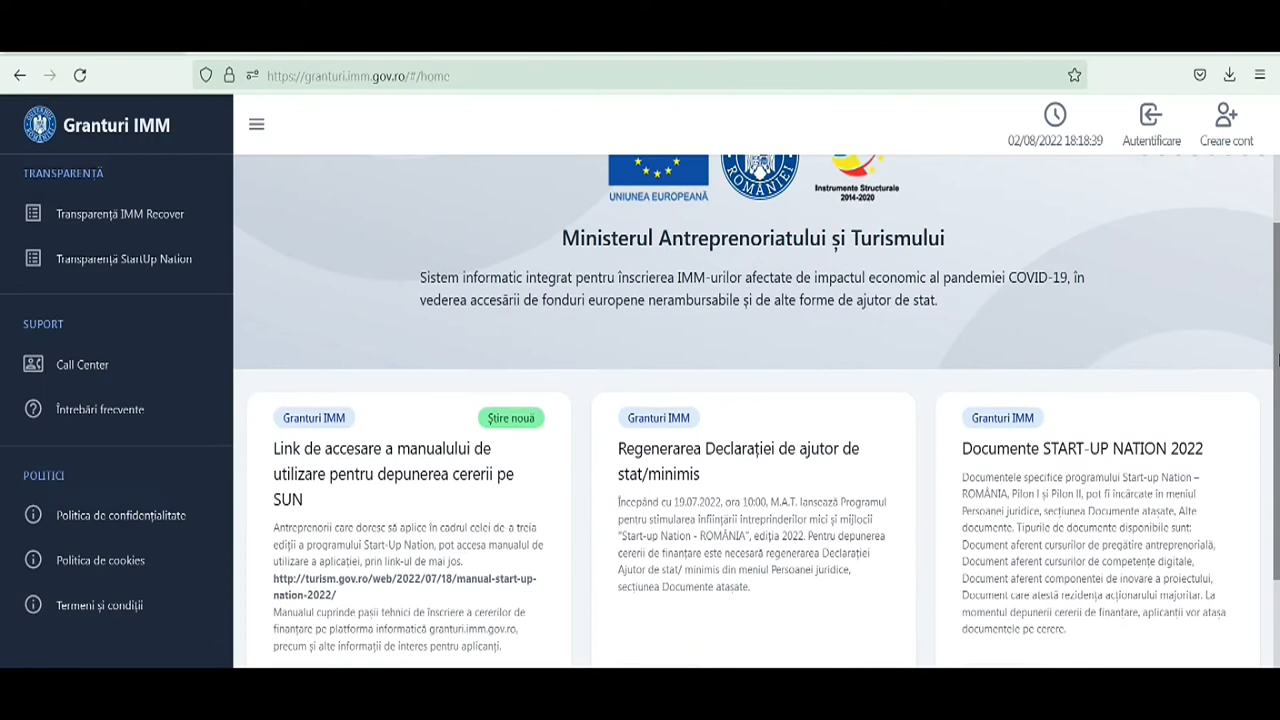 https://granturi.imm.gov.ro/#/home
Granturi IMM
02/08/2022 18:18:39
Autentificare
Creare cont
TRANSPARENȚĂ
Transparență IMM Recover
Transparență StartUp Nation
SUPORT
Call Center
Întrebări frecvente
POLITICI
Politica de confidențialitate
Politica de cookies
Termeni și condiții
UNIUNEA EUROPEANĂ
ROMÂNIEI
Instrumente Structurale
2014-2020
Ministerul Antreprenoriatului și Turismului
Sistem informatic integrat pentru înscrierea IMM-urilor afectate de impactul economic al pandemiei COVID-19, în
vederea accesării de fonduri europene nerambursabile și de alte forme de ajutor de stat.
Granturi IMM
Știre nouă
Link de accesare a manualului de
utilizare pentru depunerea cererii pe
SUN
Antreprenorii care doresc să aplice în cadrul celei de-a treia
ediții a programului Start-Up Nation, pot accesa manualul de
utilizare a aplicației, prin link-ul de mai jos.
http://turism.gov.ro/web/2022/07/18/manual-start-up-
nation-2022/
Manualul cuprinde pașii tehnici de înscriere a cererilor de
finanțare pe platforma informatică granturi.imm.gov.ro,
precum și alte informații de interes pentru aplicanți.
Granturi IMM
Regenerarea Declarației de ajutor de
stat/minimis
Începând cu 19.07.2022, ora 10:00, M.A.T. lansează Programul
pentru stimularea înființării întreprinderilor mici și mijlocii
"Start-up Nation - ROMÂNIA", ediția 2022. Pentru depunerea
cererii de finanțare este necesară regenerarea Declarației
Ajutor de stat/ minimis din meniul Persoanei juridice,
secțiunea Documente atașate.
Granturi IMM
Documente START-UP NATION 2022
Documentele specifice programului Start-up Nation –
ROMÂNIA, Pilon I și Pilon II, pot fi încărcate în meniul
Persoanei juridice, secțiunea Documente atașate, Alte
documente. Tipurile de documente disponibile sunt:
Document aferent cursurilor de pregătire antreprenorială,
Document aferent cursurilor de competențe digitale,
Document aferent componentei de inovare a proiectului,
Document care atestă rezidența acționarului majoritar. La
momentul depunerii cererii de finanțare, aplicanții vor atașa
documentele pe cerere.